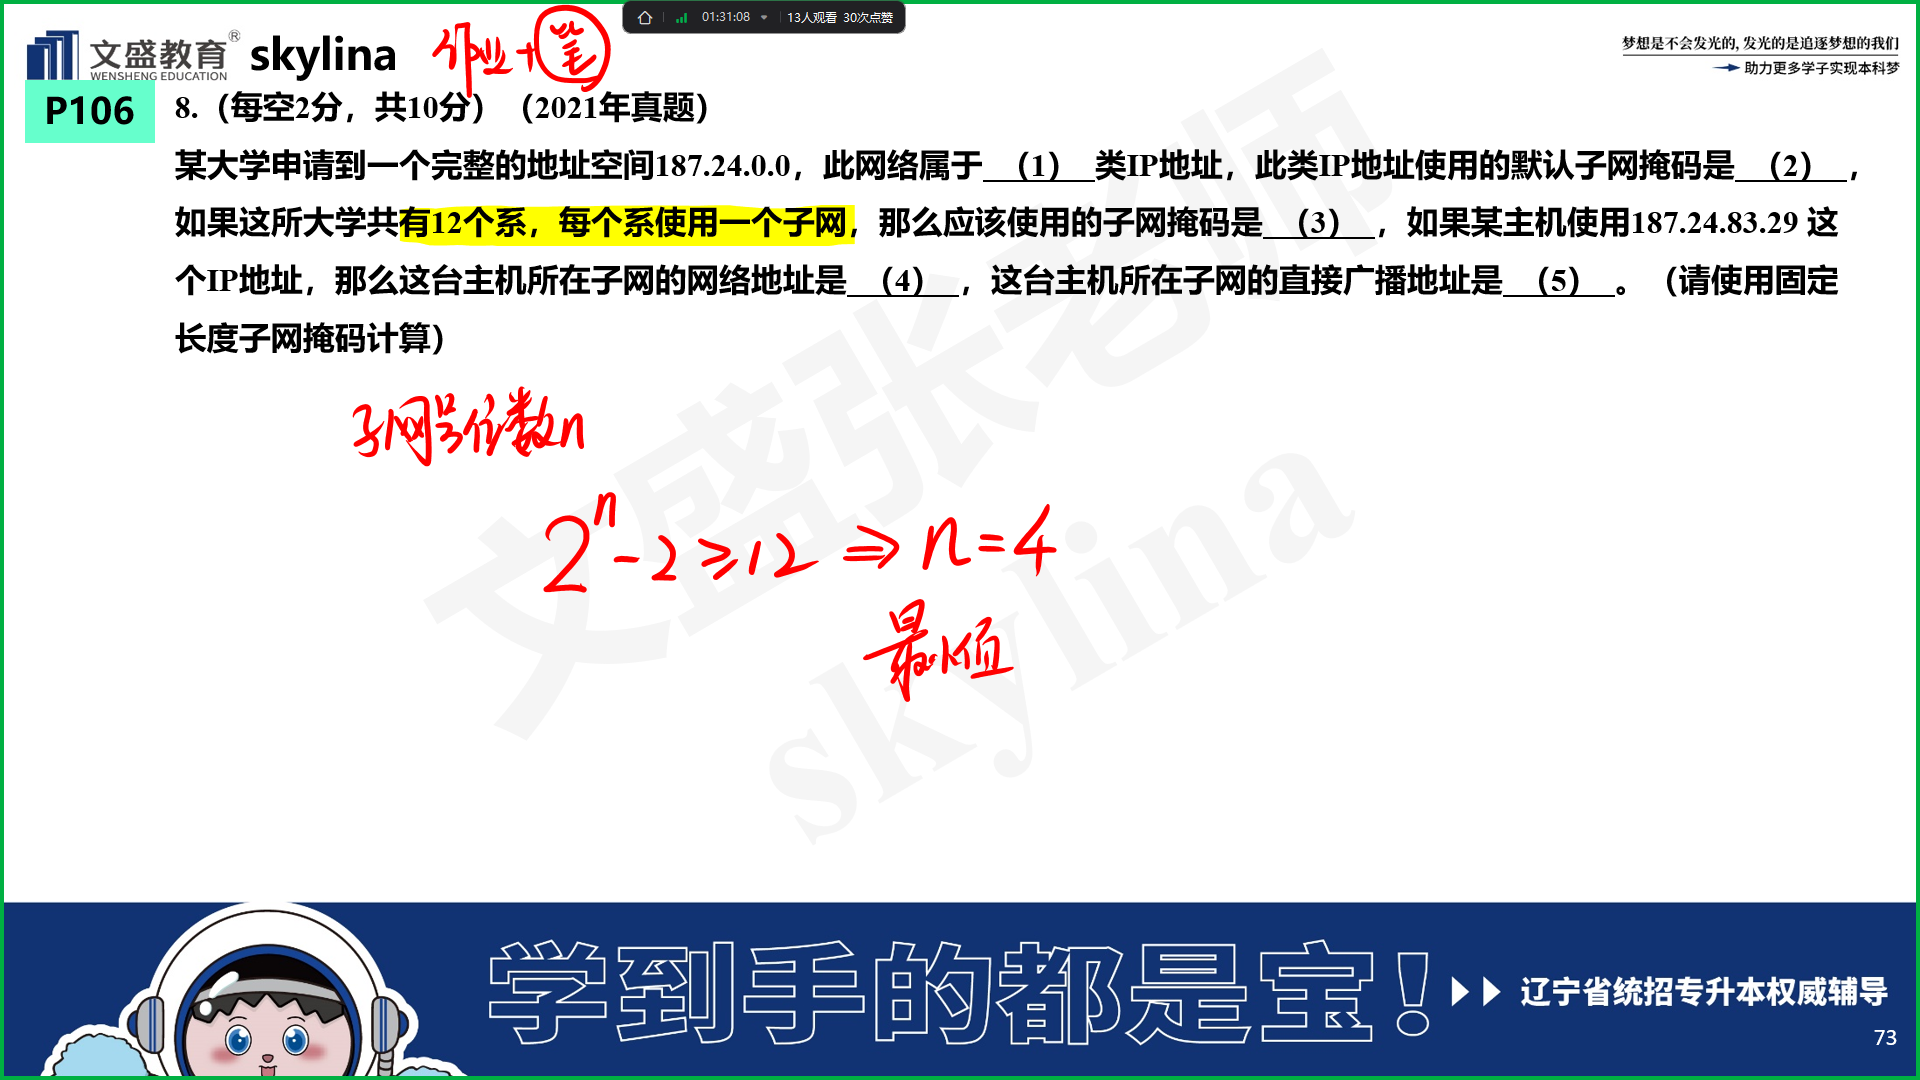 01:31:08 13人观看 30次点赞
文盛教育® skylina 作业+笔
WENSHENG EDUCATION
梦想是不会发光的, 发光的是追逐梦想的我们
助力更多学子实现本科梦
P106
8.（每空2分，共10分）（2021年真题）
某大学申请到一个完整的地址空间187.24.0.0，此网络属于 （1） 类IP地址，此类IP地址使用的默认子网掩码是 （2） ，
如果这所大学共有12个系，每个系使用一个子网，那么应该使用的子网掩码是 （3） ，如果某主机使用187.24.83.29 这
个IP地址，那么这台主机所在子网的网络地址是 （4） ，这台主机所在子网的直接广播地址是 （5） 。（请使用固定
长度子网掩码计算）
子网号位数n
2ⁿ-2≥12⇒n=4
最小值
文盛张老师
skylina
学到手的都是宝！
辽宁省统招专升本权威辅导
73